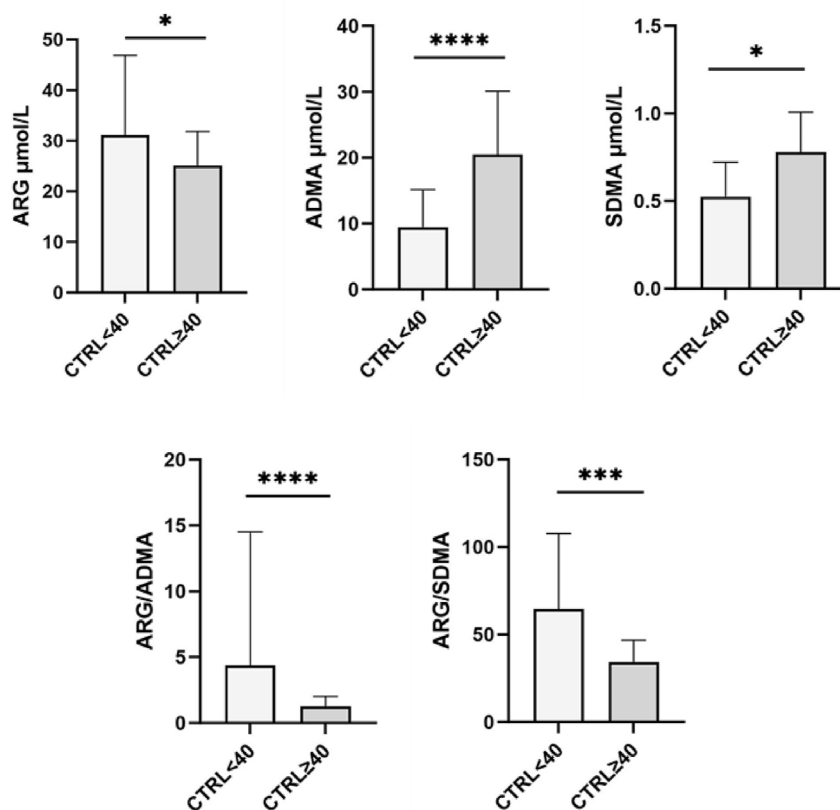 *
ARG µmol/L
50
40
30
20
10
0
CTRL<40
CTRL≥40
****
ADMA µmol/L
40
30
20
10
0
CTRL<40
CTRL≥40
*
SDMA µmol/L
1.5
1.0
0.5
0.0
CTRL<40
CTRL≥40
****
ARG/ADMA
20
15
10
5
0
CTRL<40
CTRL≥40
***
ARG/SDMA
150
100
50
0
CTRL<40
CTRL≥40